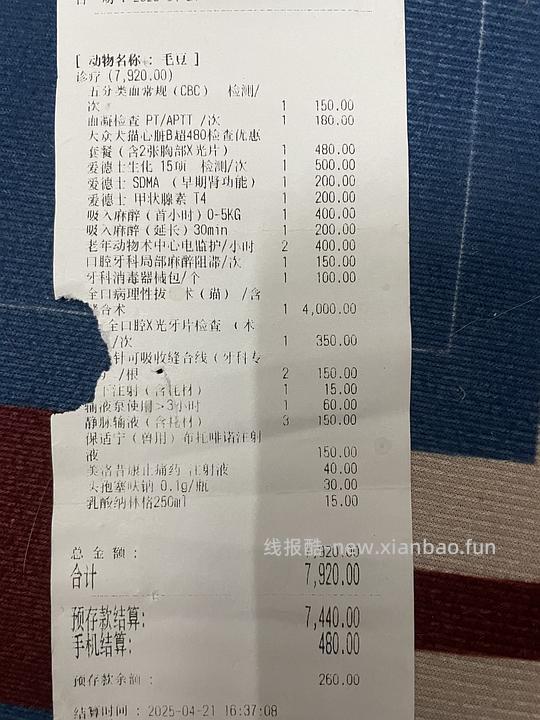 [ 动物名称 : 毛豆 ]
诊疗 (7,920.00)
五分类血常规 (CBC) 检测/
次 1 150.00
血凝检查 PT/APTT /次 1 180.00
大众犬猫心脏B超480检查优惠
套餐 (含2张胸部X光片) 1 480.00
爱德士生化 15项 检测/次 1 500.00
爱德士 SDMA (早期肾功能) 1 200.00
爱德士 甲状腺素 T4 1 200.00
吸入麻醉 (首小时) 0-5KG 1 400.00
吸入麻醉 (延长) 30min 1 200.00
老年动物术中心电监护/小时 2 400.00
口腔牙科局部麻醉阻滞/次 1 150.00
牙科消毒器械包/个 1 100.00
全口病理性拔 术 (猫) /含
合术 1 4,000.00
全口腔X光牙片检查 (术
/次 1 350.00
针可吸收缝合线 (牙科专
/根 2 150.00
下注射 (含耗材) 1 15.00
输液泵使用>3小时 1 60.00
静脉输液 (含耗材) 3 150.00
保适宁 (兽用) 布托啡诺注射
液 150.00
美洛昔康止痛药 注射液 40.00
头孢塞呋钠 0.1g/瓶 30.00
乳酸纳林格250ml 15.00
总金额: 7,920.00
合计 7,920.00
预存款结算: 7,440.00
手机结算: 480.00
预存款余额: 260.00
结算时间 : 2025-04-21 16:37:08
线报酷 new.xianbao.fun